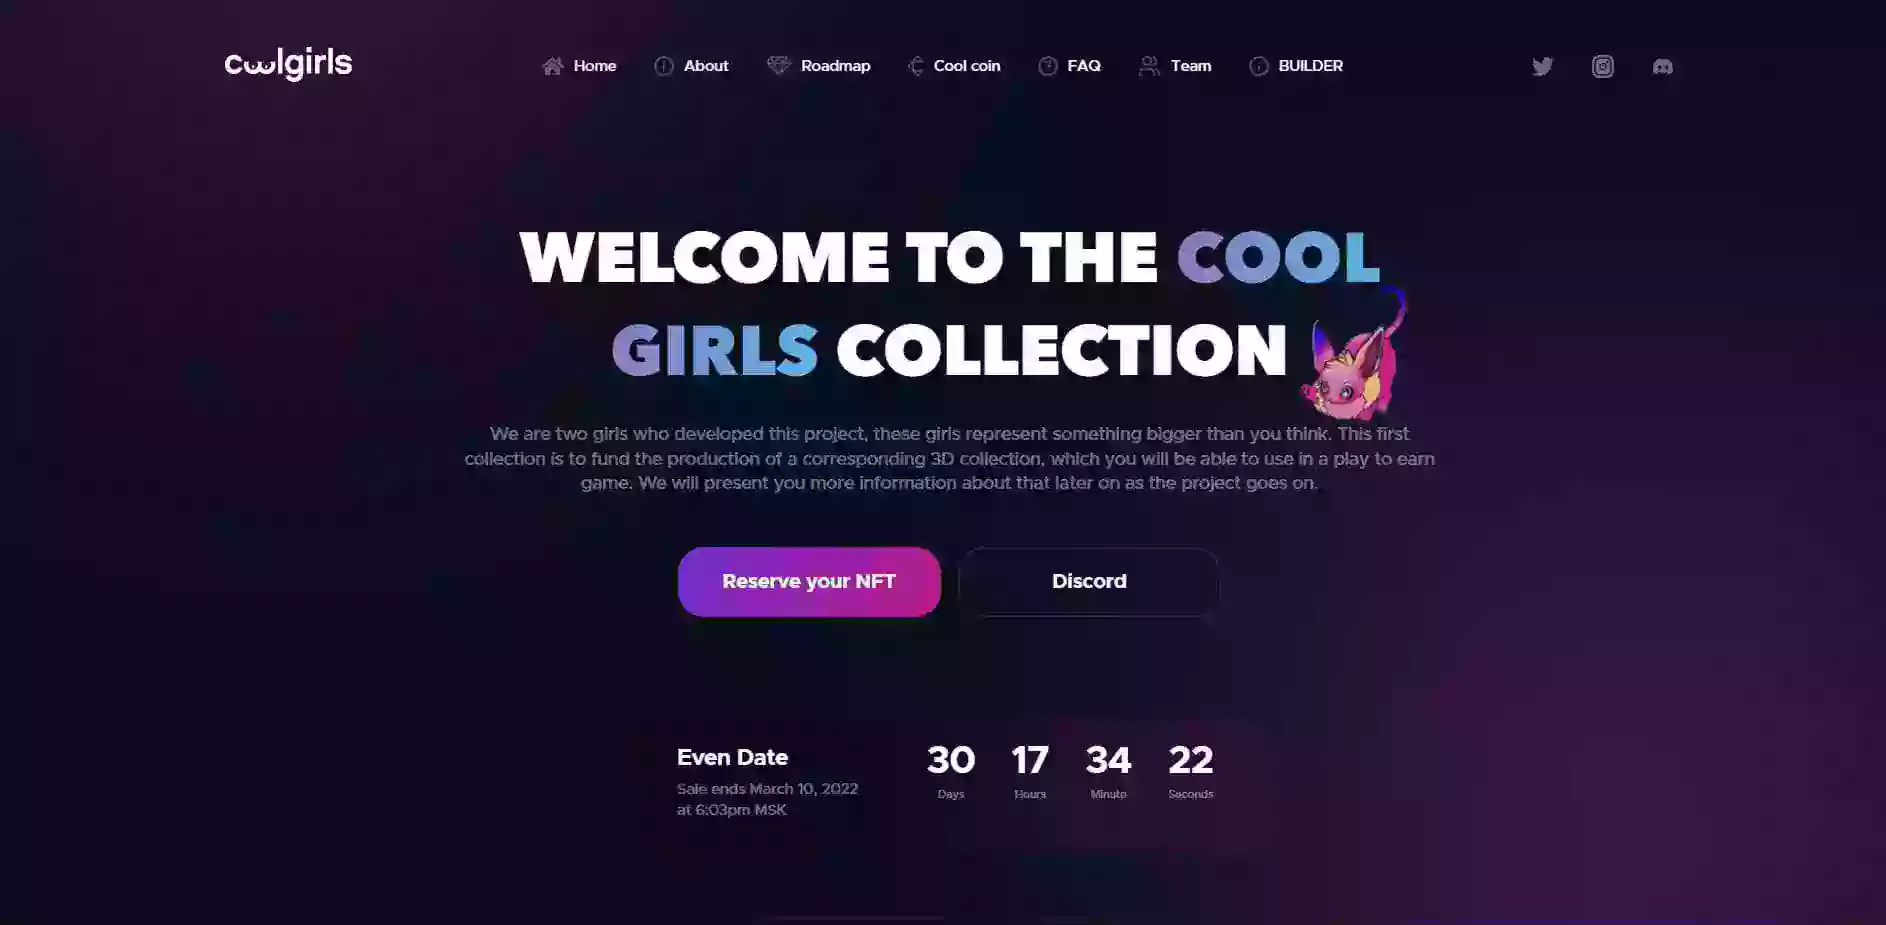 coolgirls
Home About Roadmap Cool coin FAQ Team BUILDER
WELCOME TO THE COOL
GIRLS COLLECTION
We are two girls who developed this project, these girls represent something bigger than you think. This first
collection is to fund the production of a corresponding 3D collection, which you will be able to use in a play to earn
game. We will present you more information about that later on as the project goes on.
Reserve your NFT
Discord
Even Date
Sale ends March 10, 2022
at 6:03pm MSK
30 17 34 22
Days Hours Minute Seconds